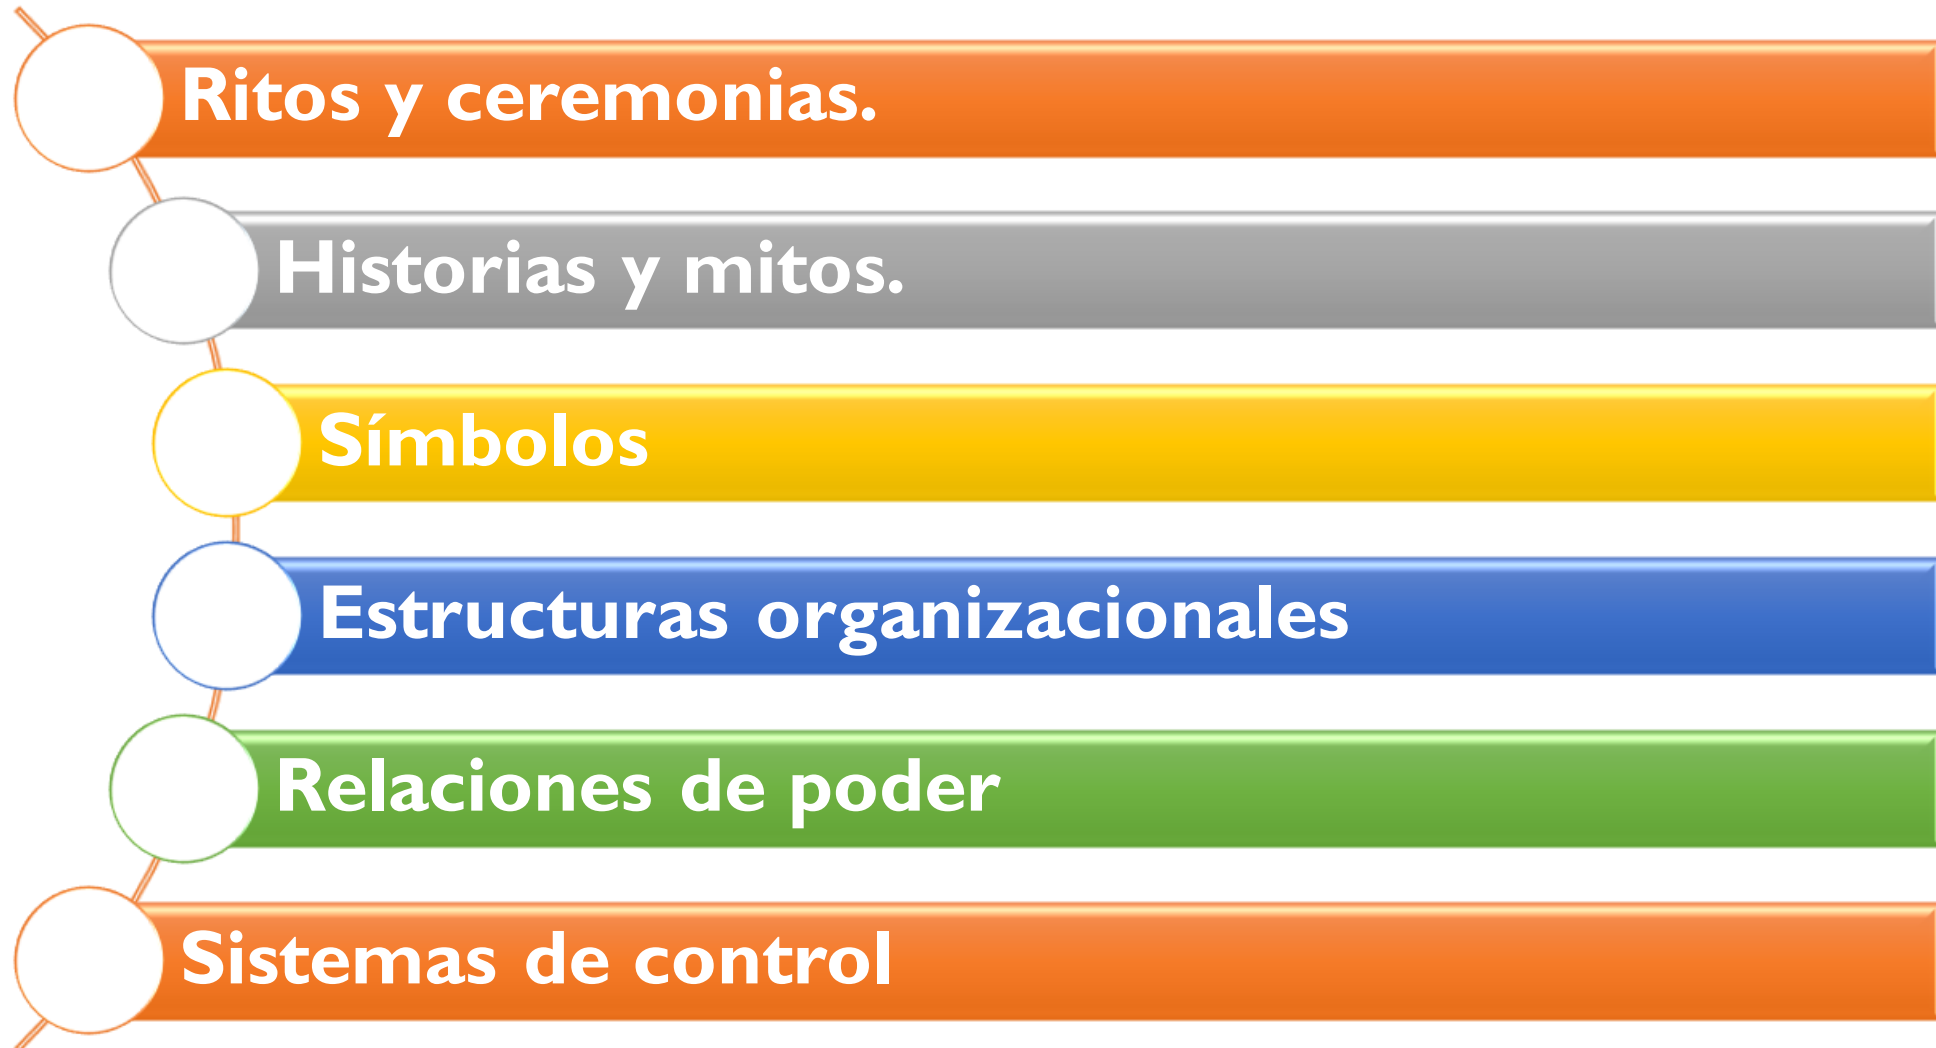 Ritos y ceremonias.
Historias y mitos.
Símbolos
Estructuras organizacionales
Relaciones de poder
Sistemas de control